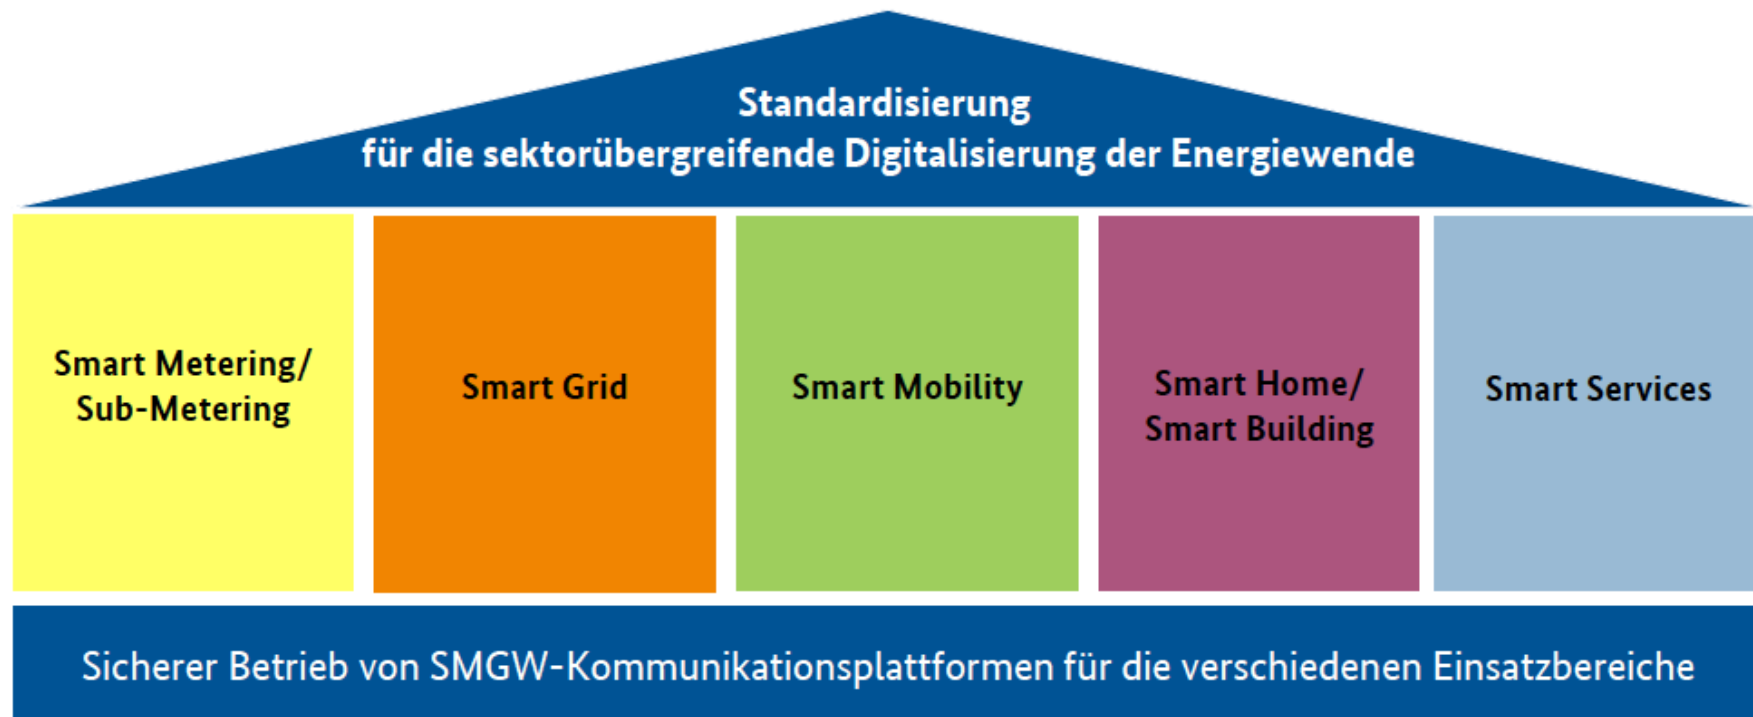 Standardisierung
für die sektorübergreifende Digitalisierung der Energiewende
Smart Metering/
Sub-Metering
Smart Grid
Smart Mobility
Smart Home/
Smart Building
Smart Services
Sicherer Betrieb von SMGW-Kommunikationsplattformen für die verschiedenen Einsatzbereiche